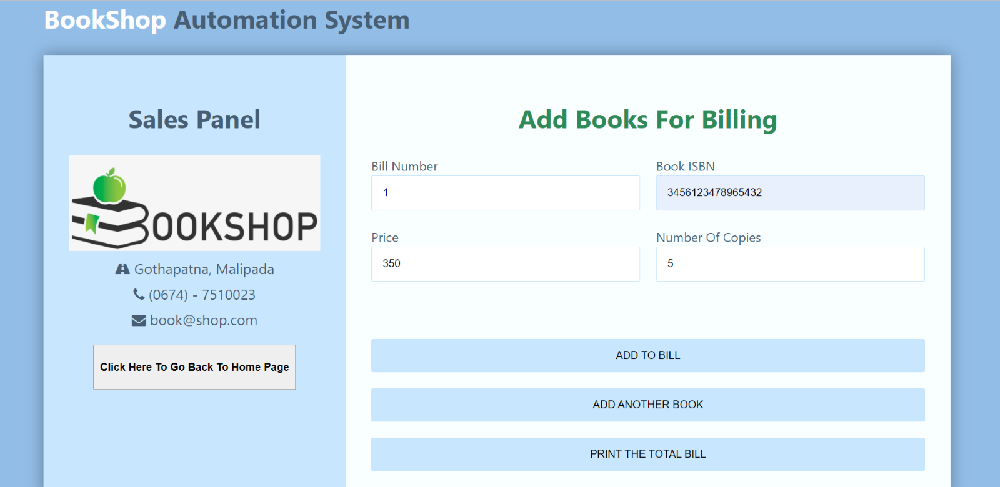 BookShop Automation System
Sales Panel
BOOKSHOP
Gothapatna, Malipada
(0674) - 7510023
book@shop.com
Click Here To Go Back To Home Page
Add Books For Billing
Bill Number
Book ISBN
1
3456123478965432
Price
Number Of Copies
350
5
ADD TO BILL
ADD ANOTHER BOOK
PRINT THE TOTAL BILL